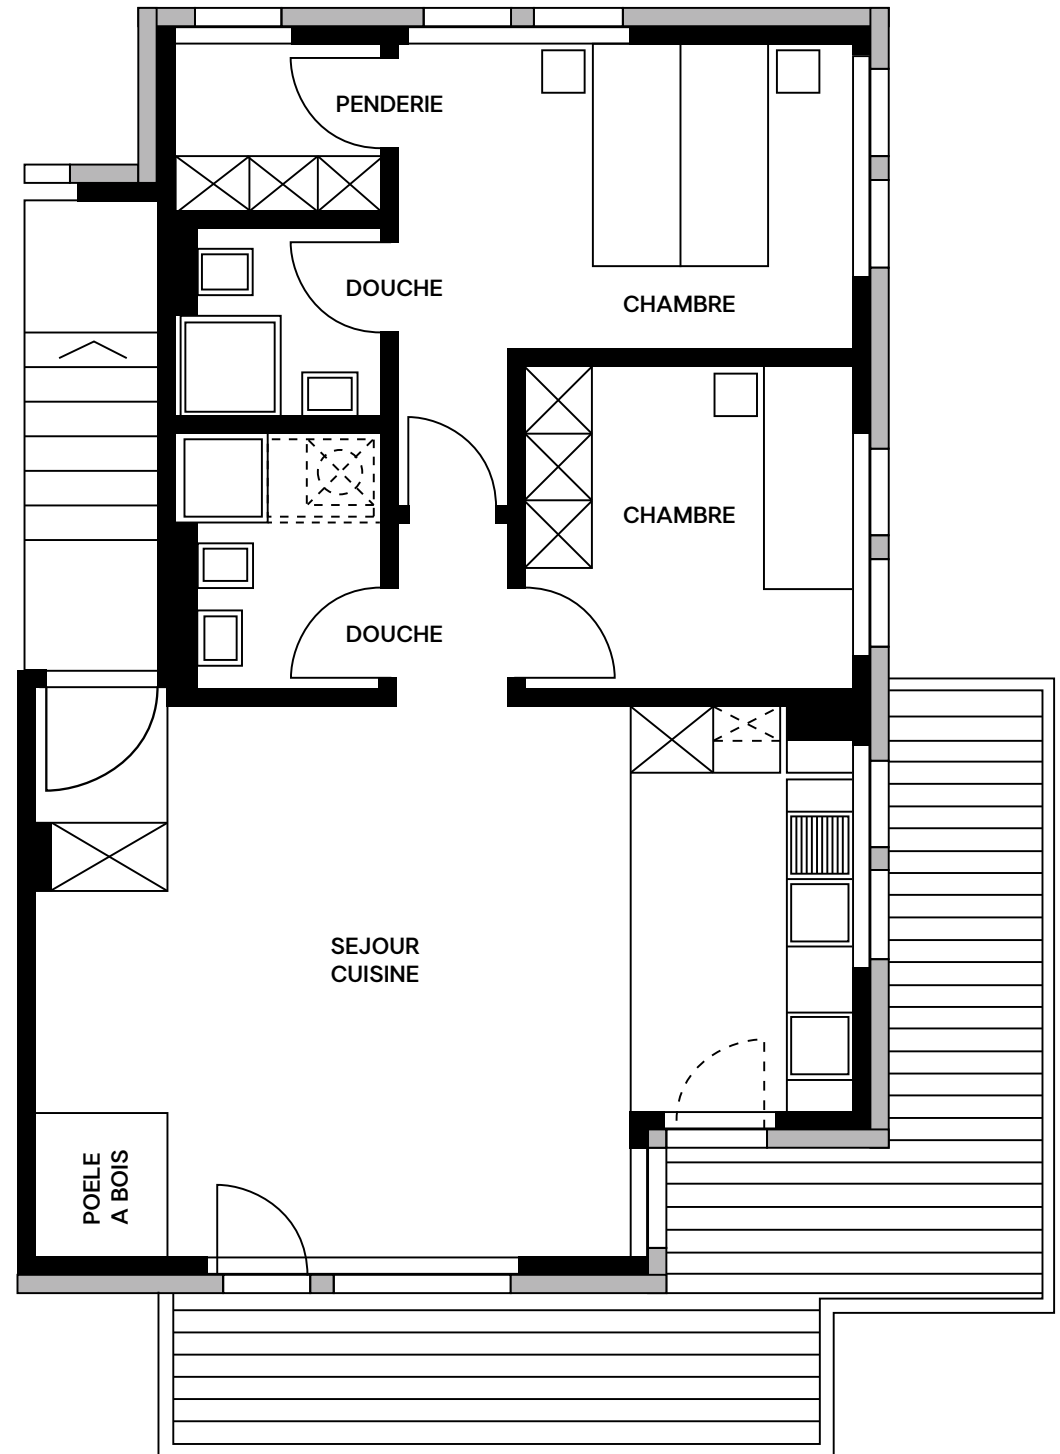 PENDERIE
DOUCHE
CHAMBRE
CHAMBRE
DOUCHE
SEJOUR
CUISINE
POELE
A BOIS